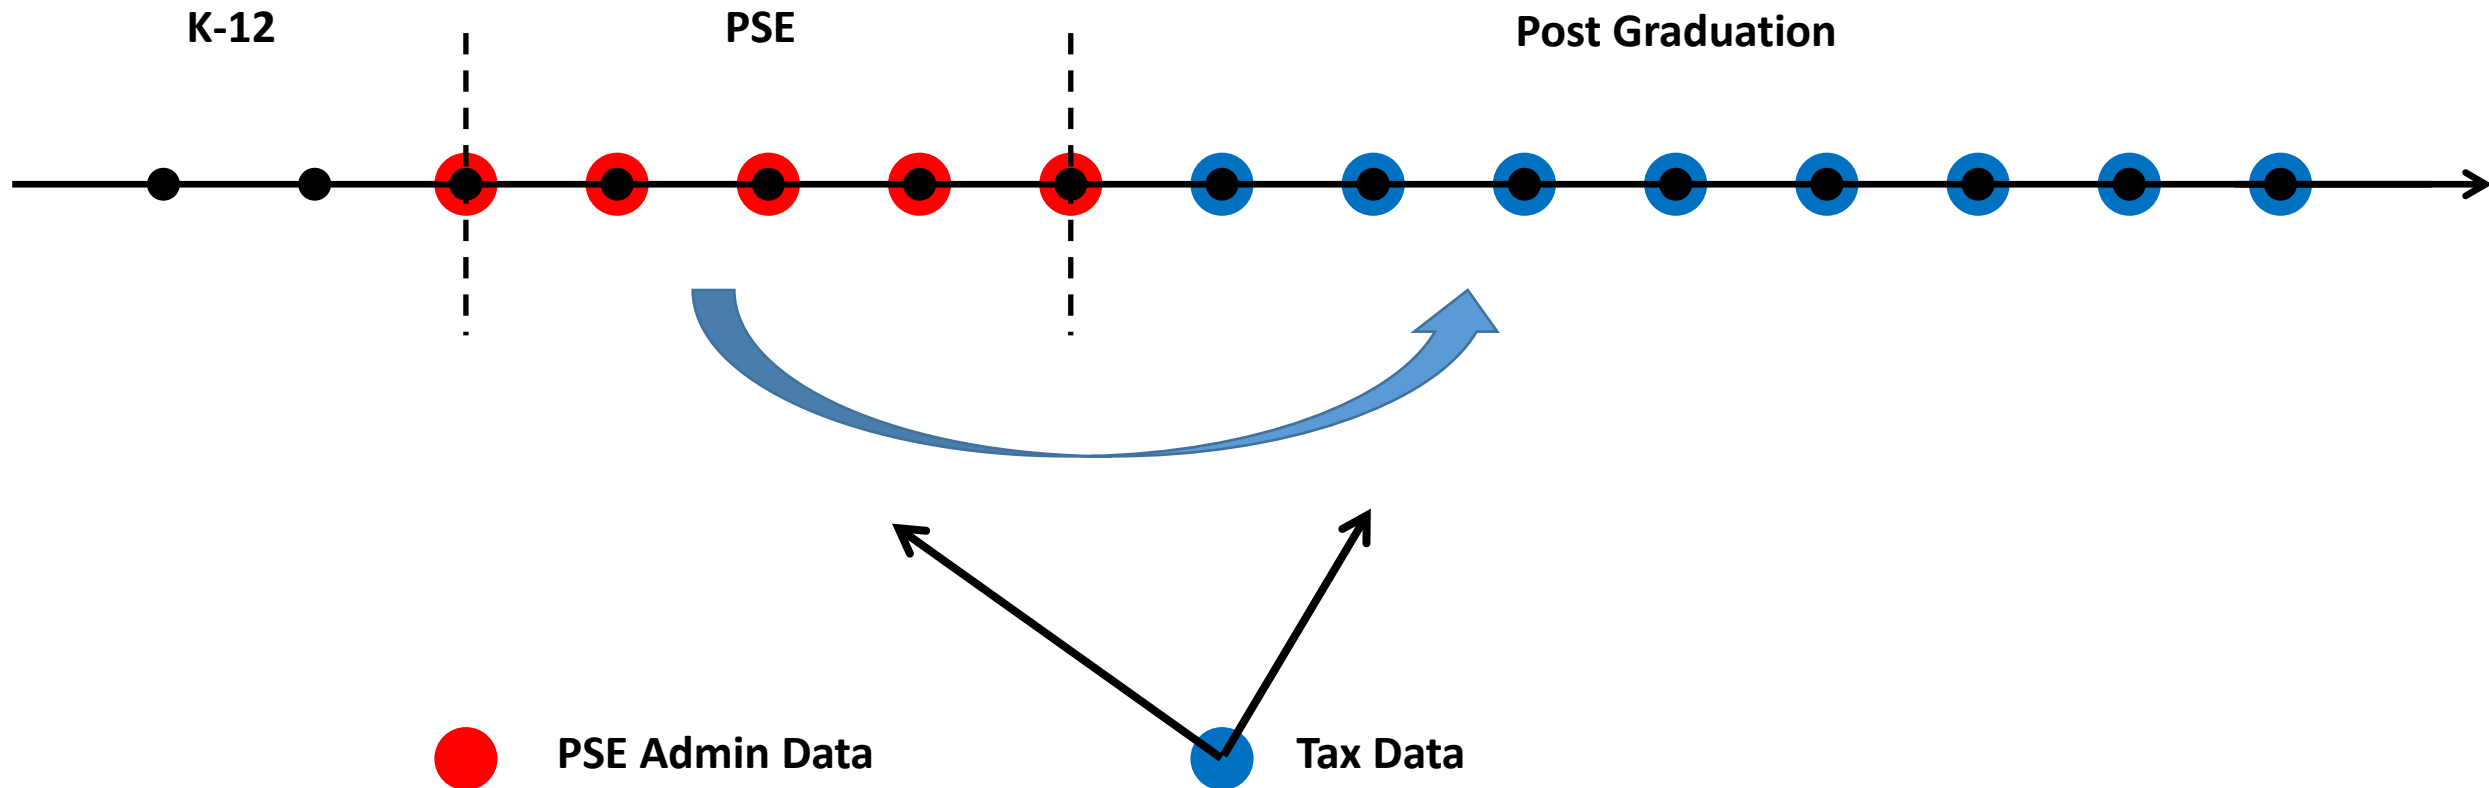 K-12
PSE
Post Graduation
PSE Admin Data
Tax Data